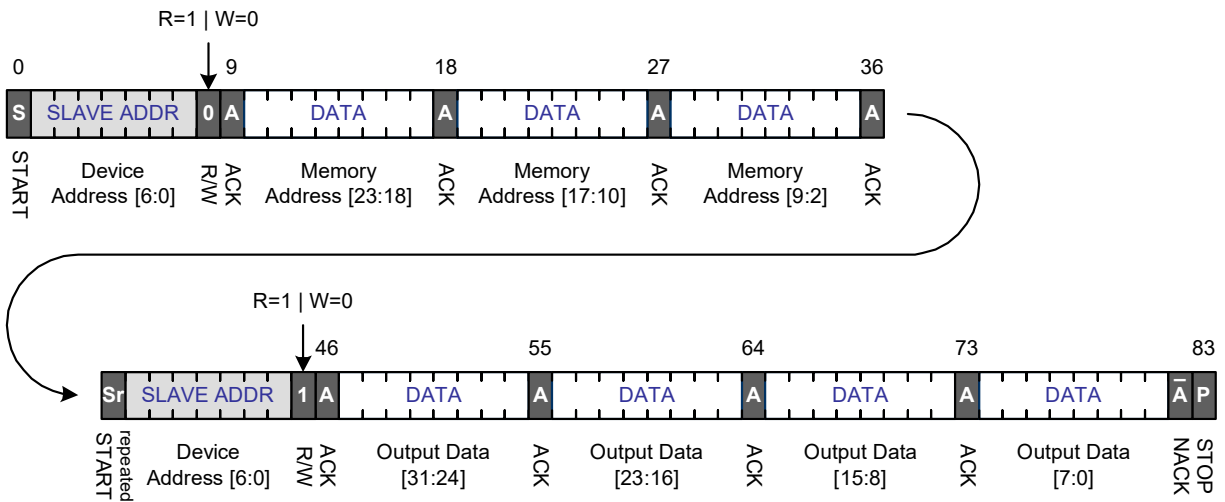 R=1 | W=0
0 9 18 27 36
S SLAVE ADDR 0 A DATA A DATA A DATA A
START Device Address [6:0] R/W ACK Memory Address [23:18] ACK Memory Address [17:10] ACK Memory Address [9:2] ACK
R=1 | W=0
46 55 64 73 83
Sr SLAVE ADDR 1 A DATA A DATA A DATA A DATA A̅ P
repeated START Device Address [6:0] R/W ACK Output Data [31:24] ACK Output Data [23:16] ACK Output Data [15:8] ACK Output Data [7:0] NACK STOP